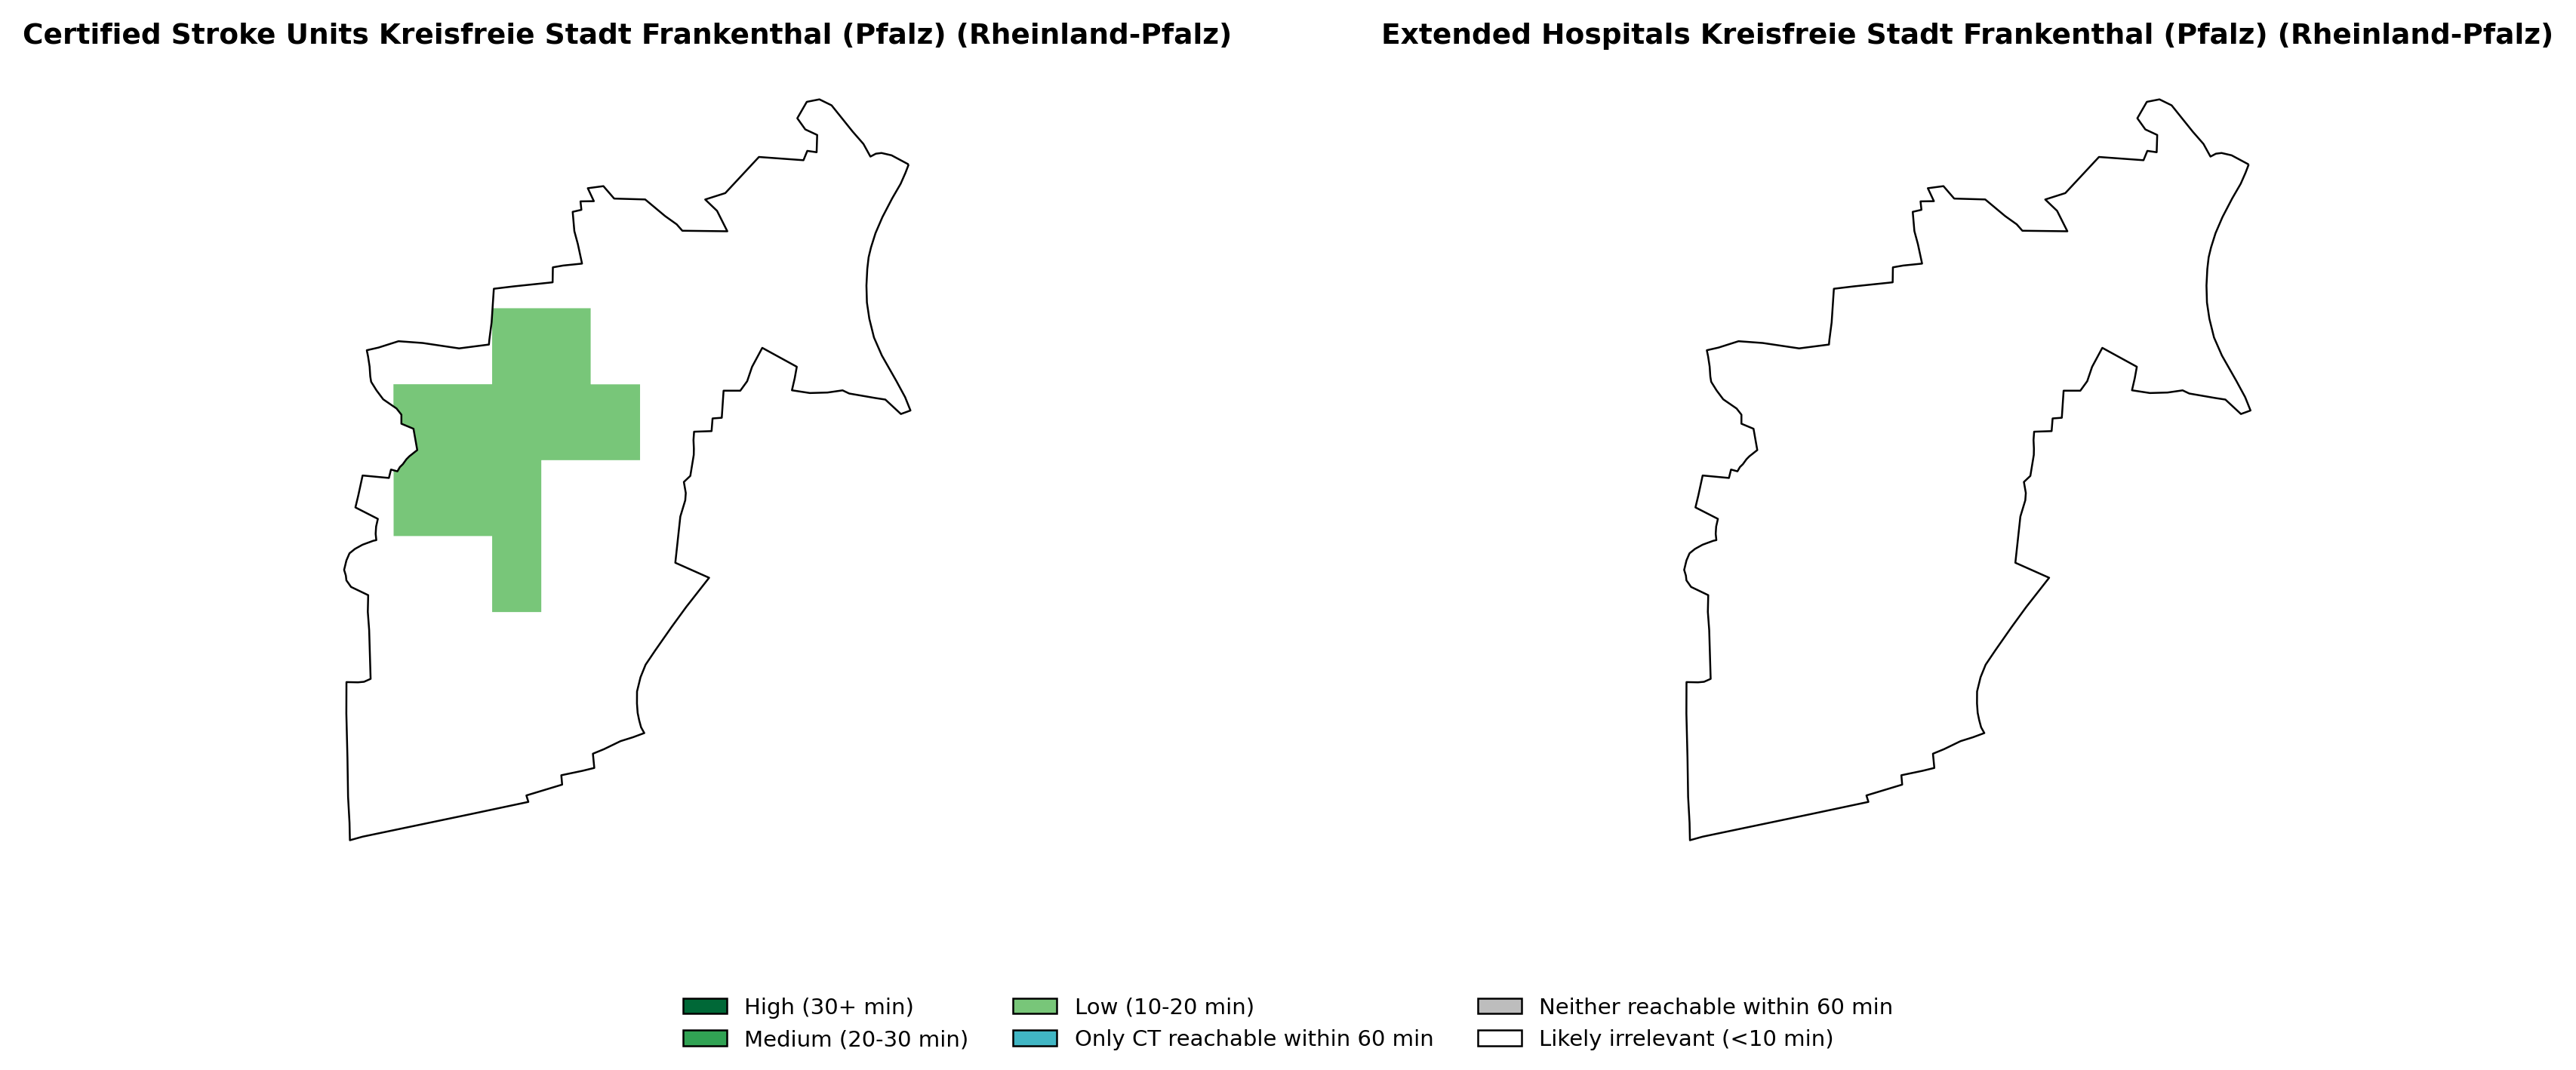 Certified Stroke Units Kreisfreie Stadt Frankenthal (Pfalz) (Rheinland-Pfalz)
Extended Hospitals Kreisfreie Stadt Frankenthal (Pfalz) (Rheinland-Pfalz)
High (30+ min)
Medium (20-30 min)
Low (10-20 min)
Only CT reachable within 60 min
Neither reachable within 60 min
Likely irrelevant (<10 min)